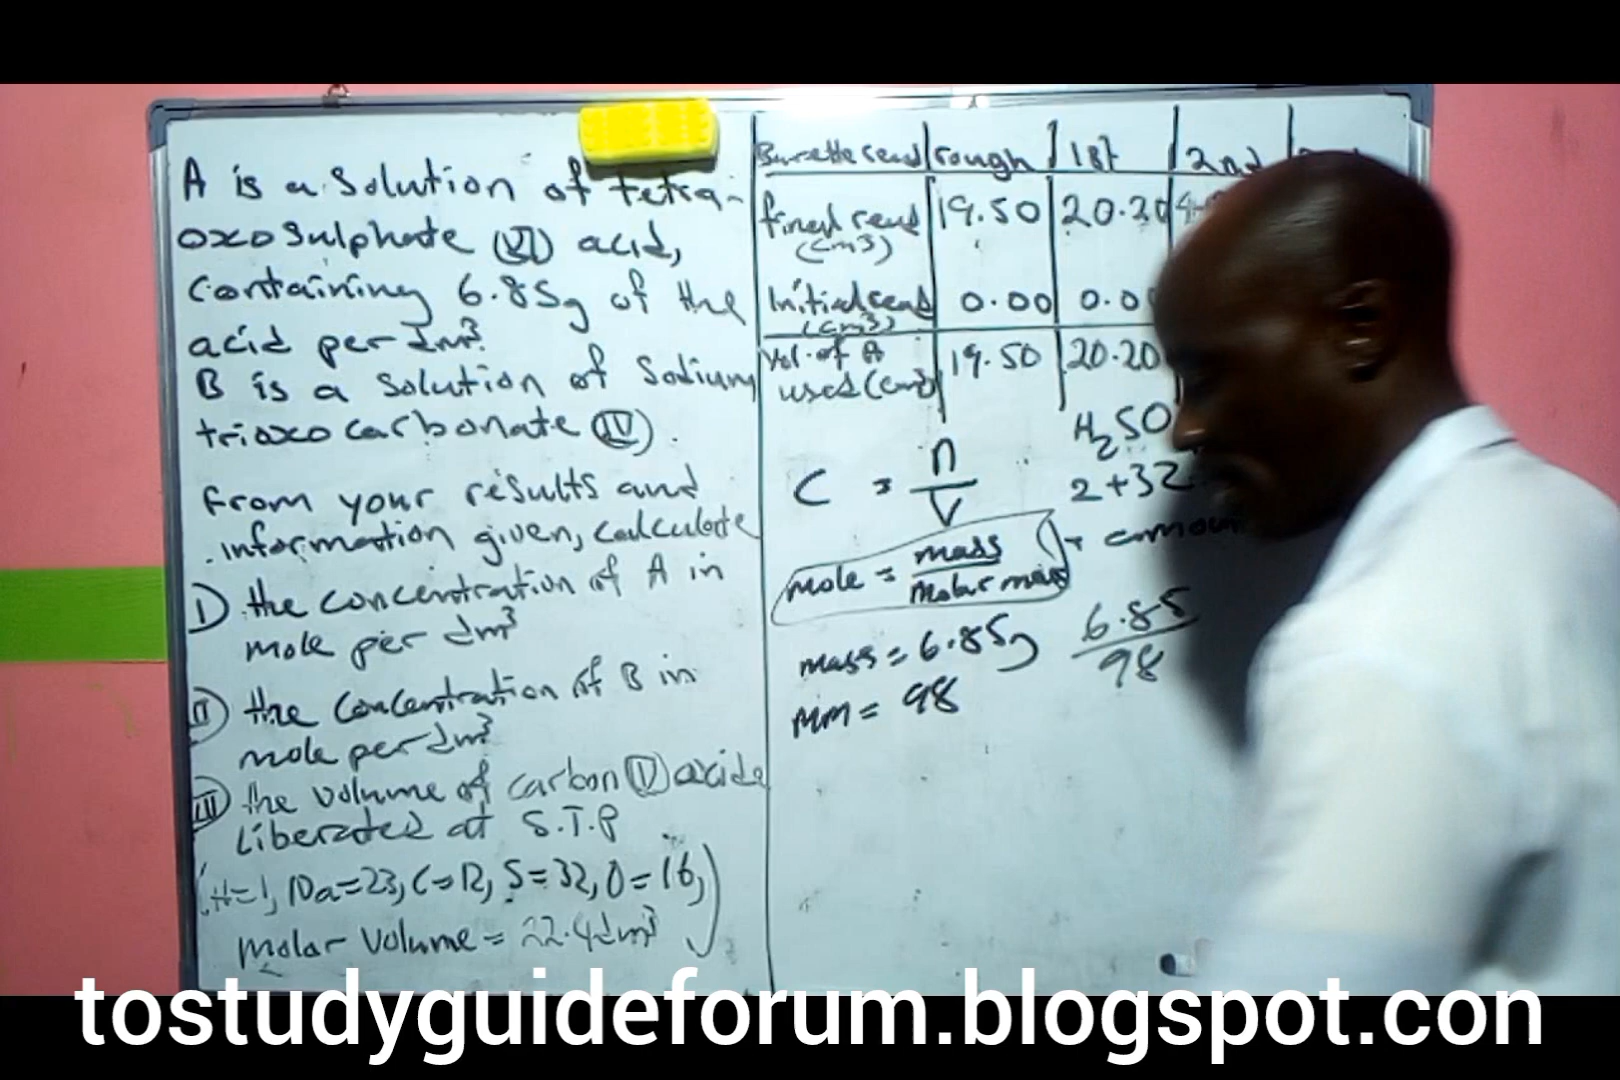 A is a solution of tetra-
oxosulphate (VI) acid,
containing 6.85g of the
acid per dm³.
B is a solution of Sodium
trioxocarbonate (IV).
From your results and
information given, calculate
I) the concentration of A in
mole per dm³
II) the concentration of B in
mole per dm³
III) the volume of carbon (IV) oxide
liberated at S.T.P
(H=1, Na=23, C=12, S=32, O=16,)
molar volume = 22.4dm³
Burette read rough 1st 2nd
final read 19.50 20.20
(cm3)
Initial read 0.00 0.0
(cm3)
Vol. of A 19.50 20.20
used (cm3)
H₂SO
C = n
V
2+32
mole = mass
molar mass
mass = 6.85g 6.85
98
MM = 98
tostudyguideforum.blogspot.con